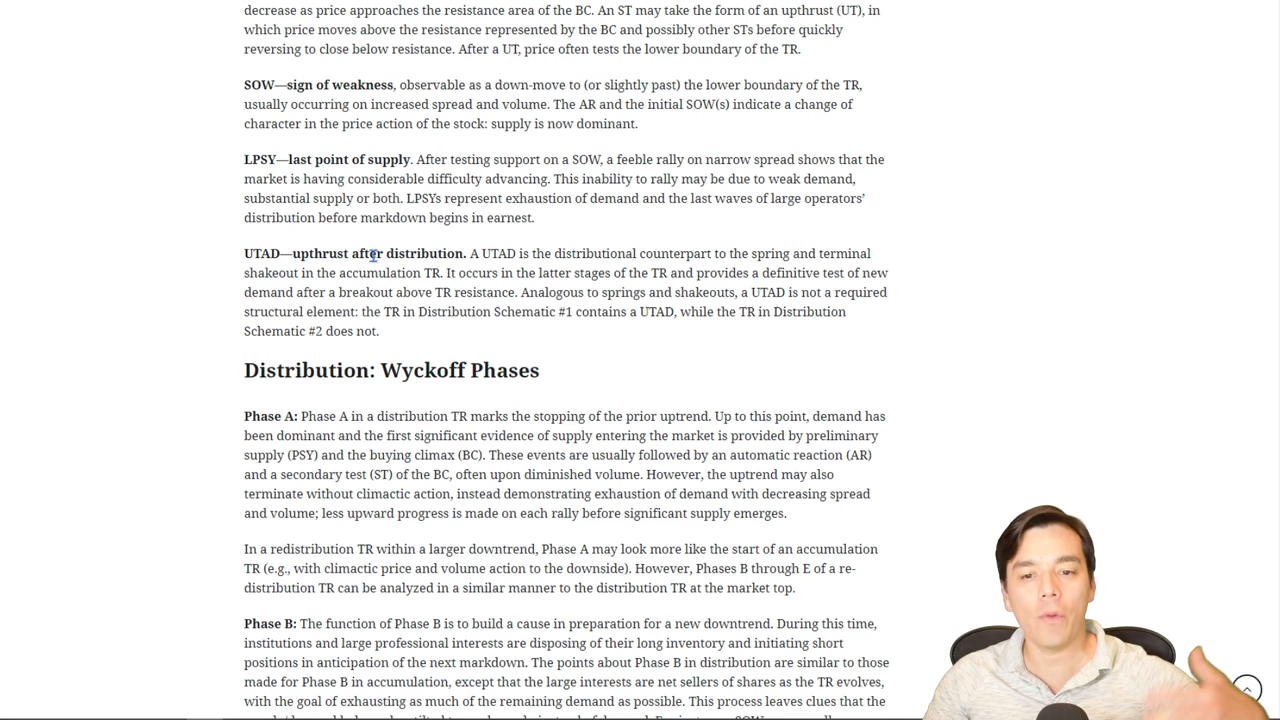 decrease as price approaches the resistance area of the BC. An ST may take the form of an upthrust (UT), in
which price moves above the resistance represented by the BC and possibly other STs before quickly
reversing to close below resistance. After a UT, price often tests the lower boundary of the TR.
SOW—sign of weakness, observable as a down-move to (or slightly past) the lower boundary of the TR,
usually occurring on increased spread and volume. The AR and the initial SOW(s) indicate a change of
character in the price action of the stock: supply is now dominant.
LPSY—last point of supply. After testing support on a SOW, a feeble rally on narrow spread shows that the
market is having considerable difficulty advancing. This inability to rally may be due to weak demand,
substantial supply or both. LPSYs represent exhaustion of demand and the last waves of large operators’
distribution before markdown begins in earnest.
UTAD—upthrust after distribution. A UTAD is the distributional counterpart to the spring and terminal
shakeout in the accumulation TR. It occurs in the latter stages of the TR and provides a definitive test of new
demand after a breakout above TR resistance. Analogous to springs and shakeouts, a UTAD is not a required
structural element: the TR in Distribution Schematic #1 contains a UTAD, while the TR in Distribution
Schematic #2 does not.
Distribution: Wyckoff Phases
Phase A: Phase A in a distribution TR marks the stopping of the prior uptrend. Up to this point, demand has
been dominant and the first significant evidence of supply entering the market is provided by preliminary
supply (PSY) and the buying climax (BC). These events are usually followed by an automatic reaction (AR)
and a secondary test (ST) of the BC, often upon diminished volume. However, the uptrend may also
terminate without climactic action, instead demonstrating exhaustion of demand with decreasing spread
and volume; less upward progress is made on each rally before significant supply emerges.
In a redistribution TR within a larger downtrend, Phase A may look more like the start of an accumulation
TR (e.g., with climactic price and volume action to the downside). However, Phases B through E of a re-
distribution TR can be analyzed in a similar manner to the distribution TR at the market top.
Phase B: The function of Phase B is to build a cause in preparation for a new downtrend. During this time,
institutions and large professional interests are disposing of their long inventory and initiating short
positions in anticipation of the next markdown. The points about Phase B in distribution are similar to those
made for Phase B in accumulation, except that the large interests are net sellers of shares as the TR evolves,
with the goal of exhausting as much of the remaining demand as possible. This process leaves clues that the